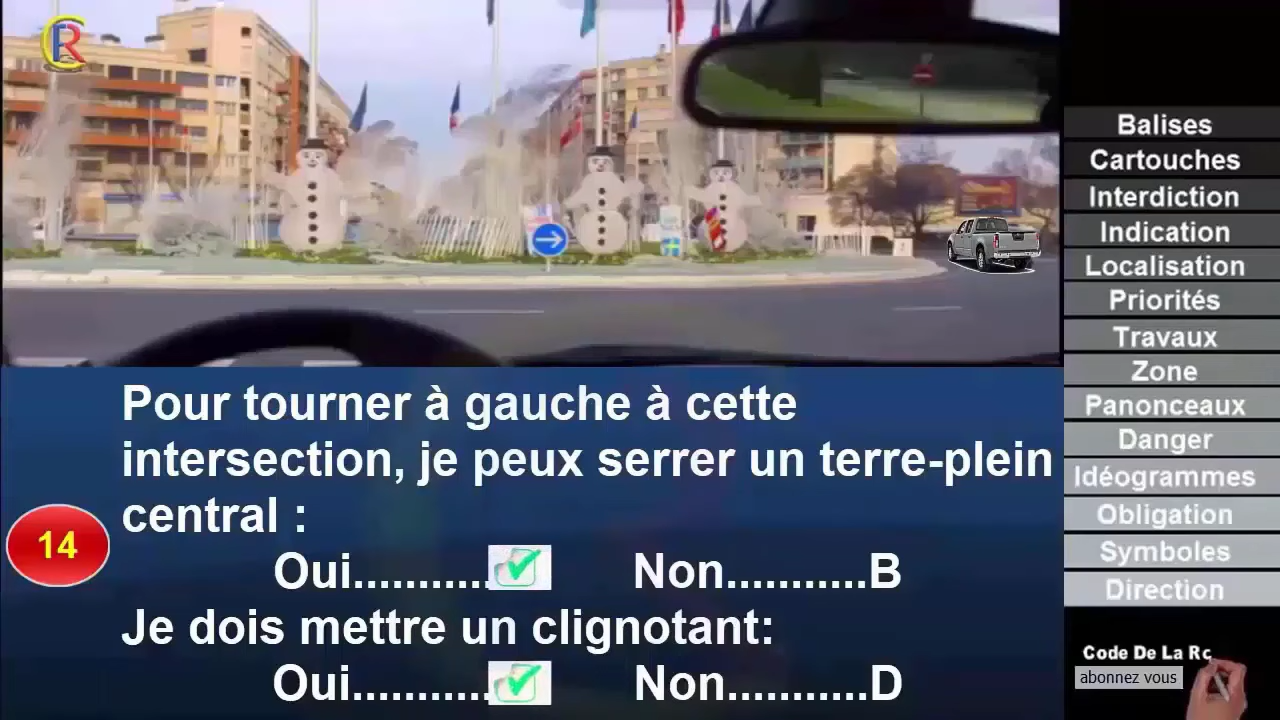 CR
Pour tourner à gauche à cette
intersection, je peux serrer un terre-plein
central :
14
Oui........... Non...........B
Je dois mettre un clignotant:
Oui........... Non...........D
Balises
Cartouches
Interdiction
Indication
Localisation
Priorités
Travaux
Zone
Panonceaux
Danger
Idéogrammes
Obligation
Symboles
Direction
Code De La Rc
abonnez vous